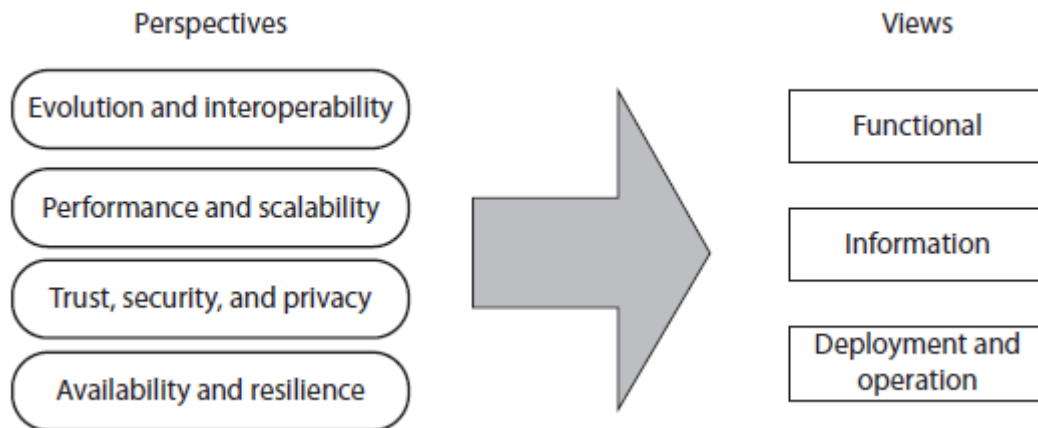 Perspectives
Evolution and interoperability
Performance and scalability
Trust, security, and privacy
Availability and resilience
Views
Functional
Information
Deployment and
operation